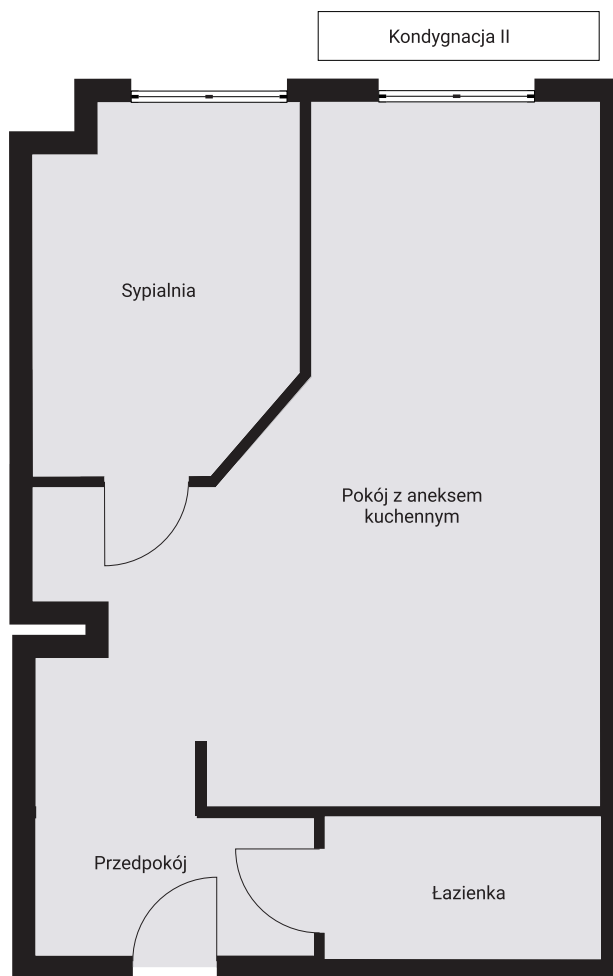 Kondygnacja II
Sypialnia
Pokój z aneksem
kuchennym
Przedpokój
Łazienka